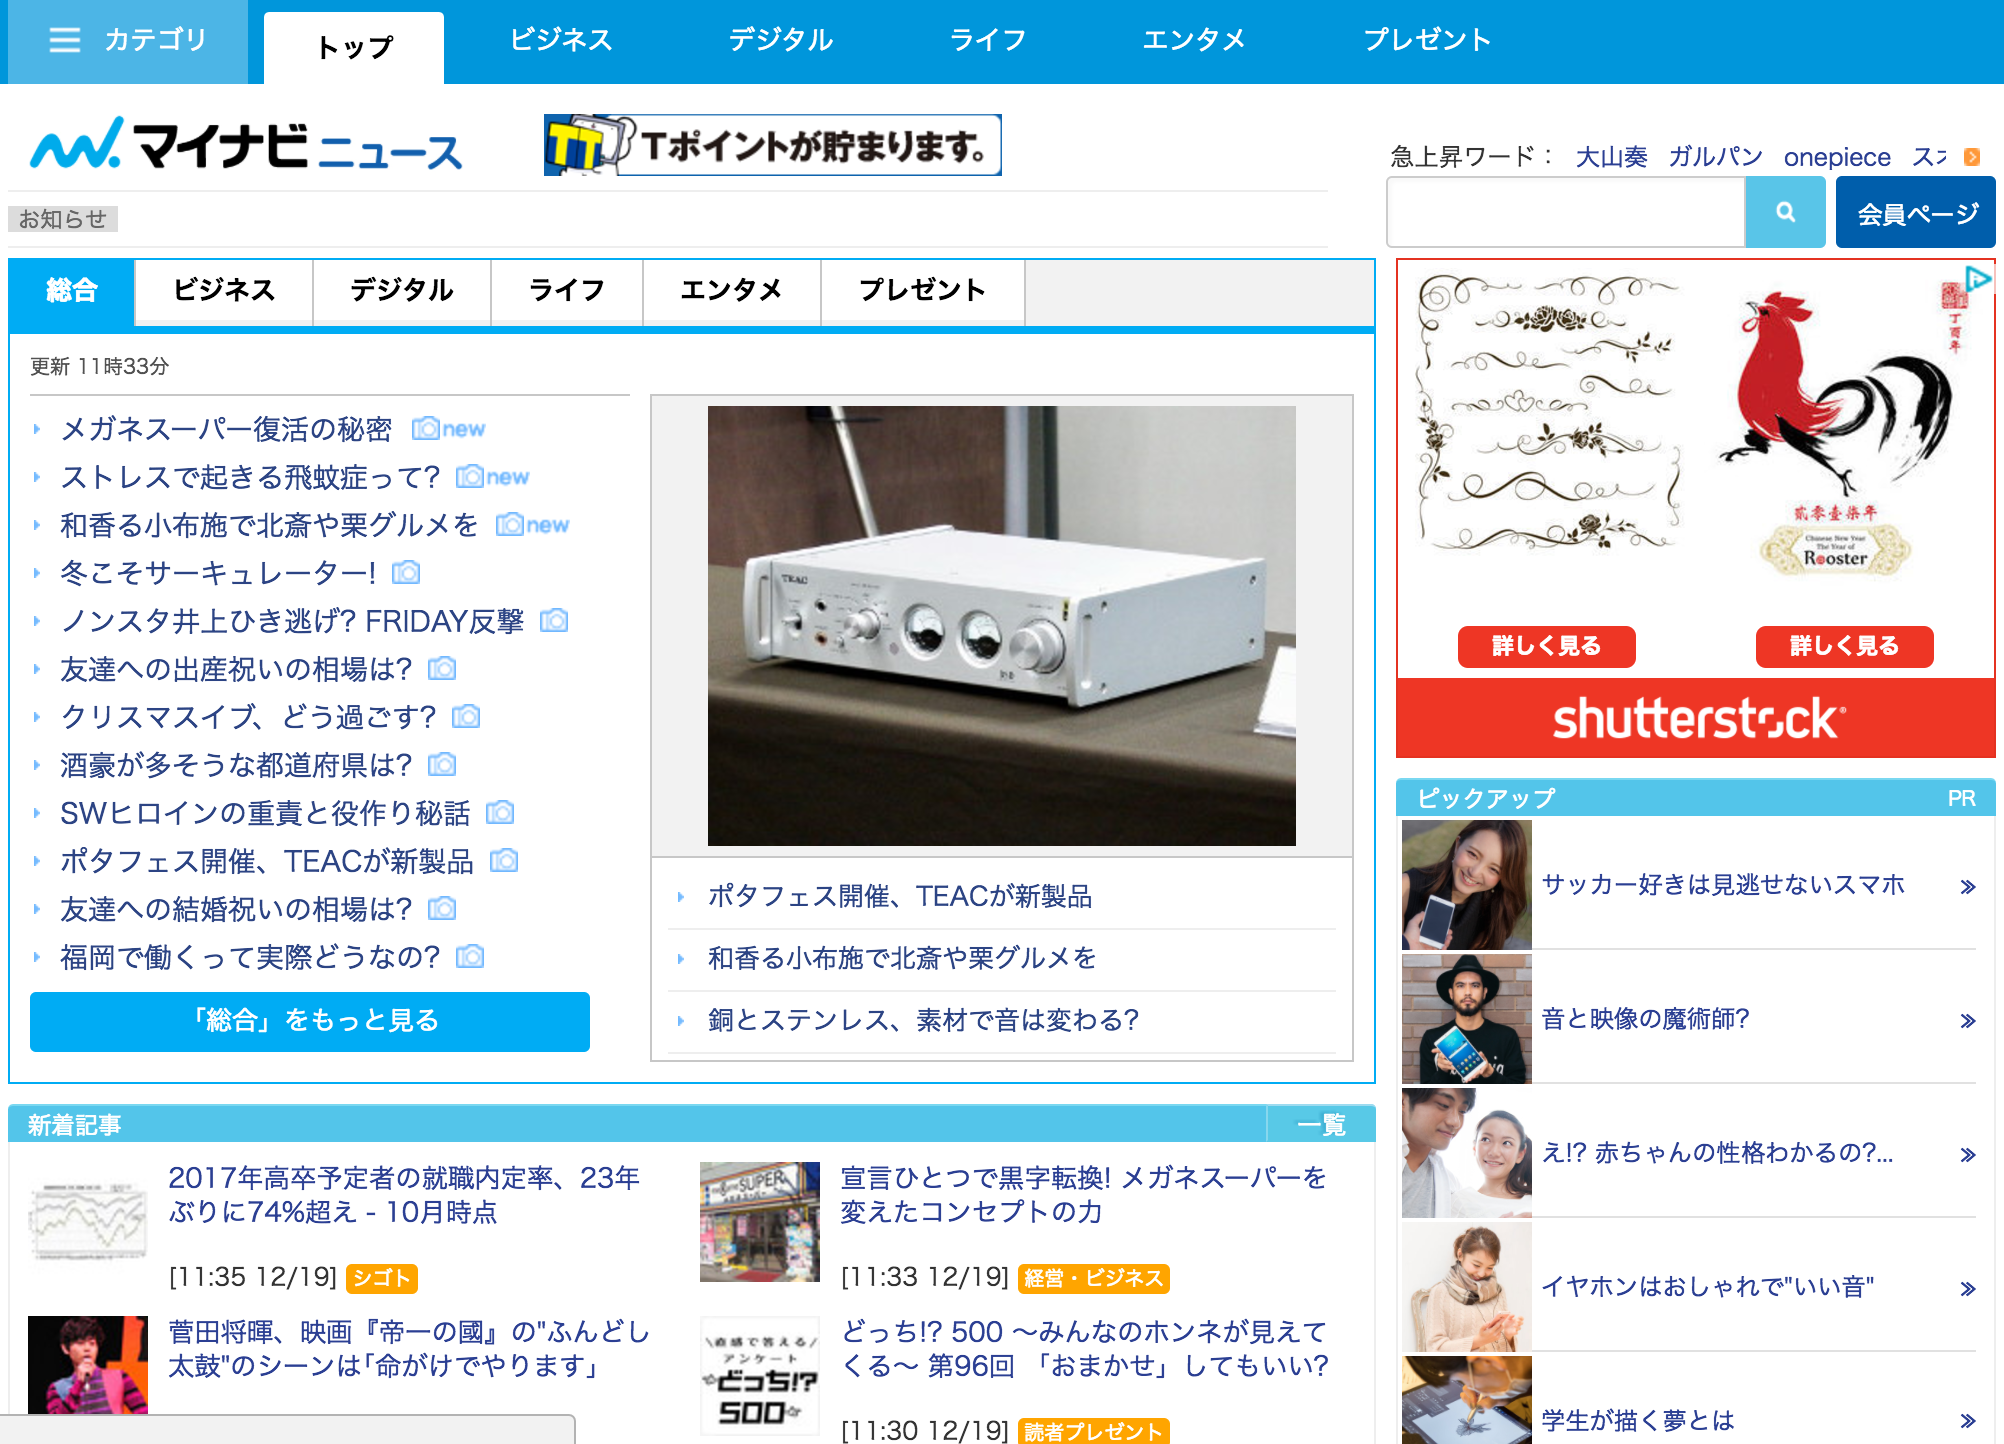 カテゴリ
トップ
ビジネス
デジタル
ライフ
エンタメ
プレゼント
マイナビニュース
Tポイントが貯まります。
急上昇ワード： 大山奏 ガルパン onepiece
お知らせ
会員ページ
総合
ビジネス
デジタル
ライフ
エンタメ
プレゼント
更新 11時33分
メガネスーパー復活の秘密 new
ストレスで起きる飛蚊症って? new
和香る小布施で北斎や栗グルメを new
冬こそサーキュレーター!
ノンスタ井上ひき逃げ? FRIDAY反撃
友達への出産祝いの相場は?
クリスマスイブ、どう過ごす?
酒豪が多そうな都道府県は?
SWヒロインの重責と役作り秘話
ポタフェス開催、TEACが新製品
友達への結婚祝いの相場は?
福岡で働くって実際どうなの?
「総合」をもっと見る
TEAC
ポタフェス開催、TEACが新製品
和香る小布施で北斎や栗グルメを
銅とステンレス、素材で音は変わる?
丁酉年
貳零壹柒年
Chinese New Year
The Year of
Rooster
詳しく見る
詳しく見る
shutterstock
ピックアップ
PR
サッカー好きは見逃せないスマホ
音と映像の魔術師?
え!? 赤ちゃんの性格わかるの?...
イヤホンはおしゃれで"いい音"
学生が描く夢とは
新着記事
一覧
2017年高卒予定者の就職内定率、23年
ぶりに74%超え - 10月時点
[11:35 12/19] シゴト
SUPER
宣言ひとつで黒字転換! メガネスーパーを
変えたコンセプトの力
[11:33 12/19] 経営・ビジネス
菅田将暉、映画『帝一の國』の"ふんどし
太鼓"のシーンは「命がけでやります」
\直感で答える/
アンケート
どっち!?
500
どっち!? 500 〜みんなのホンネが見えて
くる〜 第96回 「おまかせ」してもいい?
[11:30 12/19] 読者プレゼント